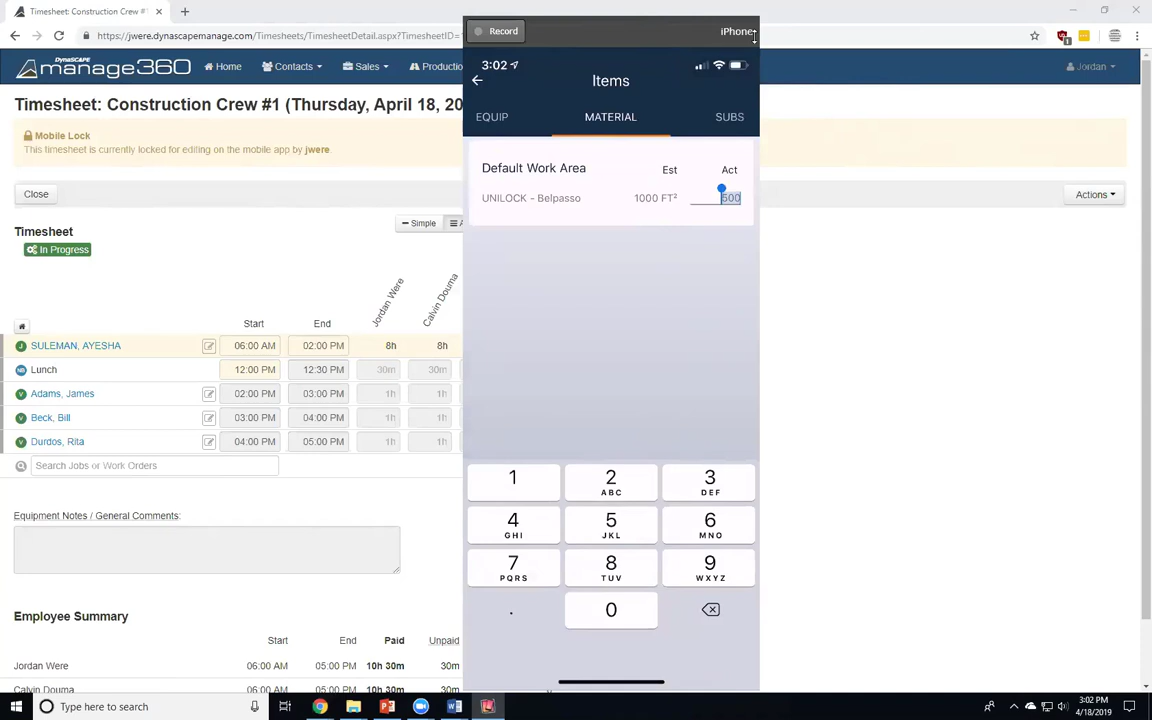 Timesheet: Construction Crew #1
https://jwere.dynascapemanage.com/Timesheets/TimesheetDetail.aspx?TimesheetID=
DynaSCAPE
manage360
Home
Contacts
Sales
Productio
Jordan
Timesheet: Construction Crew #1 (Thursday, April 18, 20
Mobile Lock
This timesheet is currently locked for editing on the mobile app by jwere.
Close
Actions
Timesheet
Simple
In Progress
Start
End
Jordan Were
Calvin Douma
J SULEMAN, AYESHA 06:00 AM 02:00 PM 8h 8h
NB Lunch 12:00 PM 12:30 PM 30m 30m
V Adams, James 02:00 PM 03:00 PM 1h 1h
V Beck, Bill 03:00 PM 04:00 PM 1h 1h
V Durdos, Rita 04:00 PM 05:00 PM 1h 1h
Search Jobs or Work Orders
Equipment Notes / General Comments:
Employee Summary
Start End Paid Unpaid
Jordan Were 06:00 AM 05:00 PM 10h 30m 30m
Calvin Douma 06:00 AM 05:00 PM 10h 30m 30m
Record
iPhone
3:02
Items
EQUIP
MATERIAL
SUBS
Default Work Area Est Act
UNILOCK - Belpasso 1000 FT² 500
1
2
ABC
3
DEF
4
GHI
5
JKL
6
MNO
7
PQRS
8
TUV
9
WXYZ
.
0
Type here to search
3:02 PM
4/18/2019